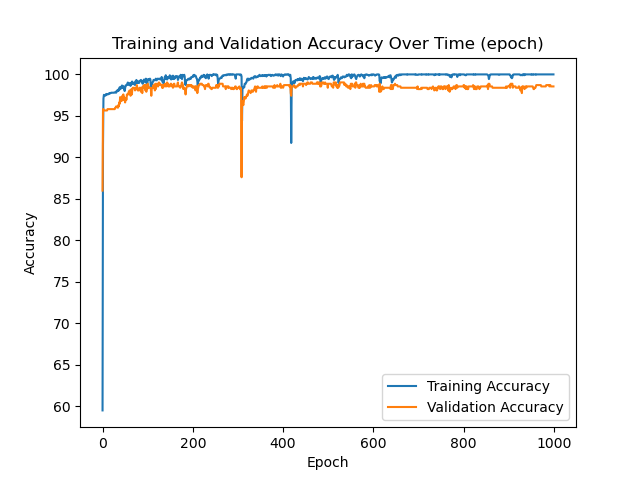 Training and Validation Accuracy Over Time (epoch)
100
95
90
85
80
75
70
65
60
Accuracy
Training Accuracy
Validation Accuracy
0 200 400 600 800 1000
Epoch